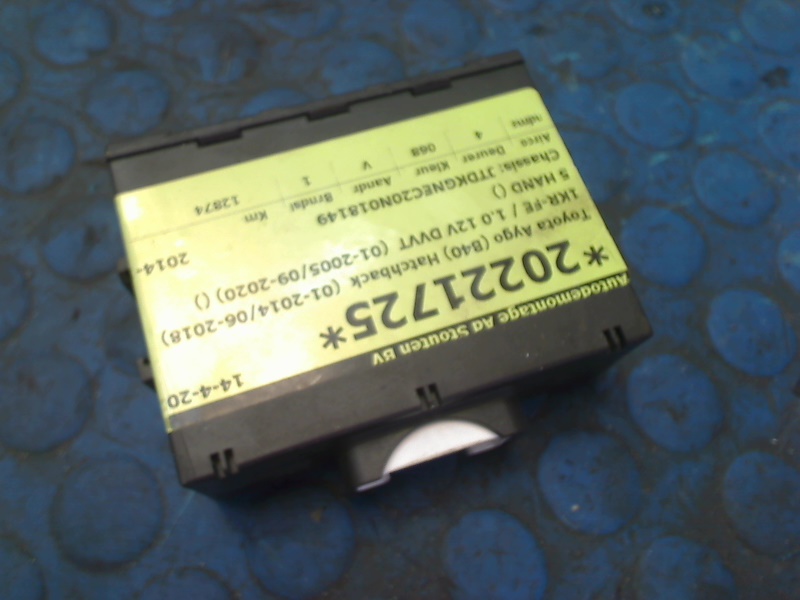 Autodemontage Ad Stouten BV
*20221725*
14-4-20
Toyota Aygo (B40) Hatchback (01-2014/06-2018)
1KR-FE / 1.0 12V DVVT (01-2005/09-2020) ()
5 HAND ()
2014-
Chassis: JTDKGNEC20N018149
Airco Deuren Kleur Aandr Brndst Km
4 068 V 1 12874